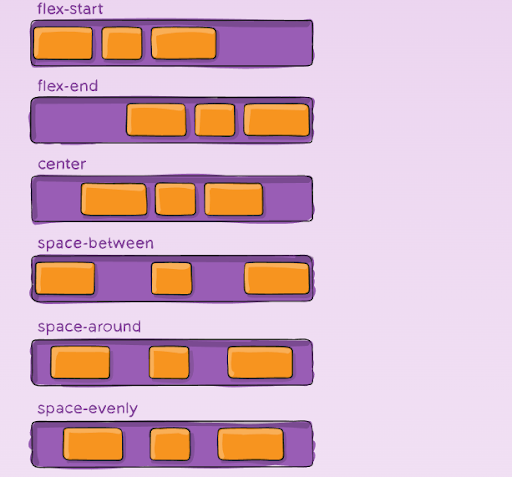 flex-start
flex-end
center
space-between
space-around
space-evenly